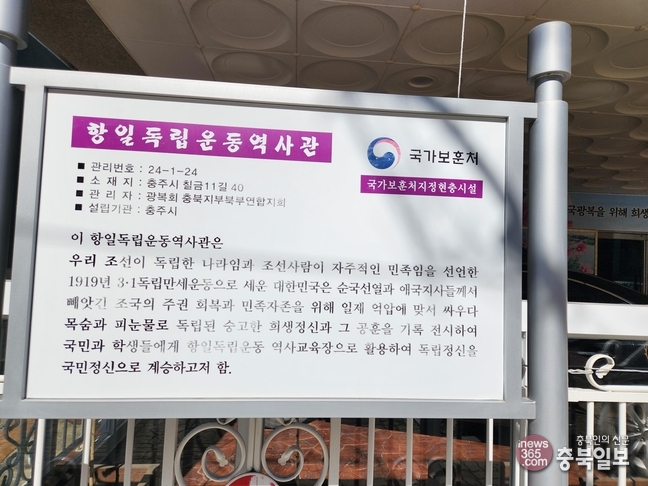 항일독립운동역사관
국가보훈처
국가보훈처지정현충시설
■ 관리번호 : 24-1-24
■ 소 재 지 : 충주시 칠금11길 40
■ 관 리 자 : 광복회 충북지부북부연합지회
■ 설립기관 : 충주시
이 항일독립운동역사관은
우리 조선이 독립한 나라임과 조선사람이 자주적인 민족임을 선언한
1919년 3·1독립만세운동으로 세운 대한민국은 순국선열과 애국지사들께서
빼앗긴 조국의 주권 회복과 민족자존을 위해 일제 억압에 맞서 싸우다
목숨과 피눈물로 독립된 숭고한 희생정신과 그 공훈을 기록 전시하여
국민과 학생들에게 항일독립운동 역사교육장으로 활용하여 독립정신을
국민정신으로 계승하고저 함.
국광복을 위해 희생
충북인의 신문
inews365.com
충북일보